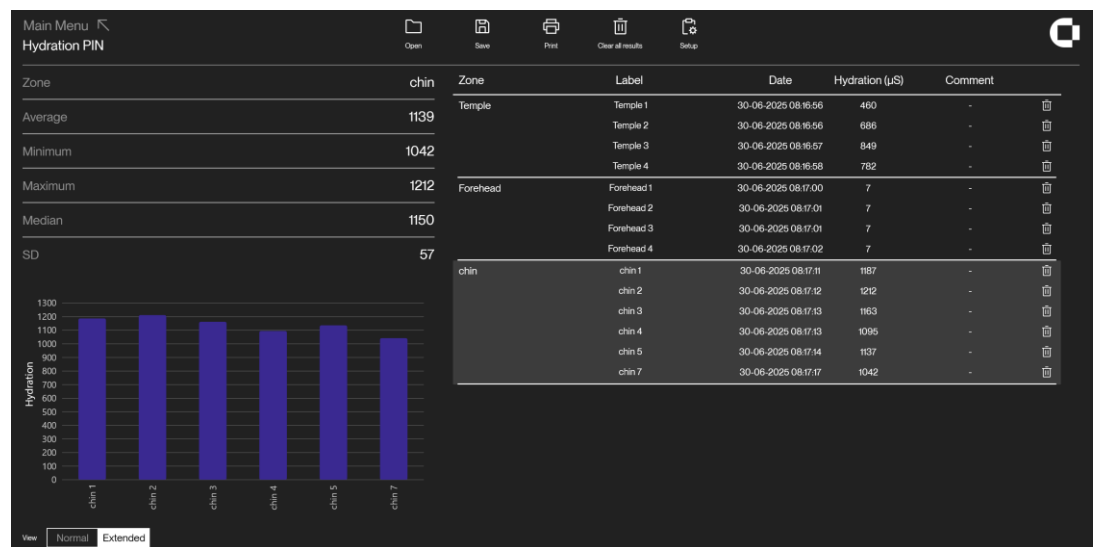 Main Menu
Hydration PIN
Open
Save
Print
Clear all results
Setup
Zone chin
Average 1139
Minimum 1042
Maximum 1212
Median 1150
SD 57
Hydration
1300
1200
1100
1000
900
800
700
600
500
400
300
200
100
0
chin 1
chin 2
chin 3
chin 4
chin 5
chin 7
View Normal Extended
Zone Label Date Hydration (µS) Comment
Temple Temple 1 30-06-2025 08:16:56 460 -
Temple 2 30-06-2025 08:16:56 686 -
Temple 3 30-06-2025 08:16:57 849 -
Temple 4 30-06-2025 08:16:58 782 -
Forehead Forehead 1 30-06-2025 08:17:00 7 -
Forehead 2 30-06-2025 08:17:01 7 -
Forehead 3 30-06-2025 08:17:01 7 -
Forehead 4 30-06-2025 08:17:02 7 -
chin chin 1 30-06-2025 08:17:11 1187 -
chin 2 30-06-2025 08:17:12 1212 -
chin 3 30-06-2025 08:17:13 1163 -
chin 4 30-06-2025 08:17:13 1095 -
chin 5 30-06-2025 08:17:14 1137 -
chin 7 30-06-2025 08:17:17 1042 -